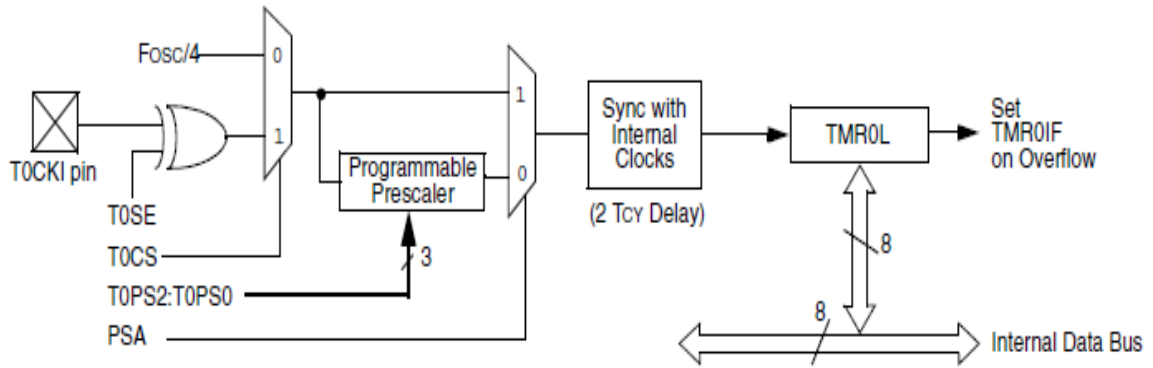 Fosc/4
0
1
T0CKI pin
T0SE
T0CS
T0PS2:T0PS0
PSA
Programmable
Prescaler
3
1
0
Sync with
Internal
Clocks
(2 TCY Delay)
TMR0L
Set
TMR0IF
on Overflow
8
8
Internal Data Bus